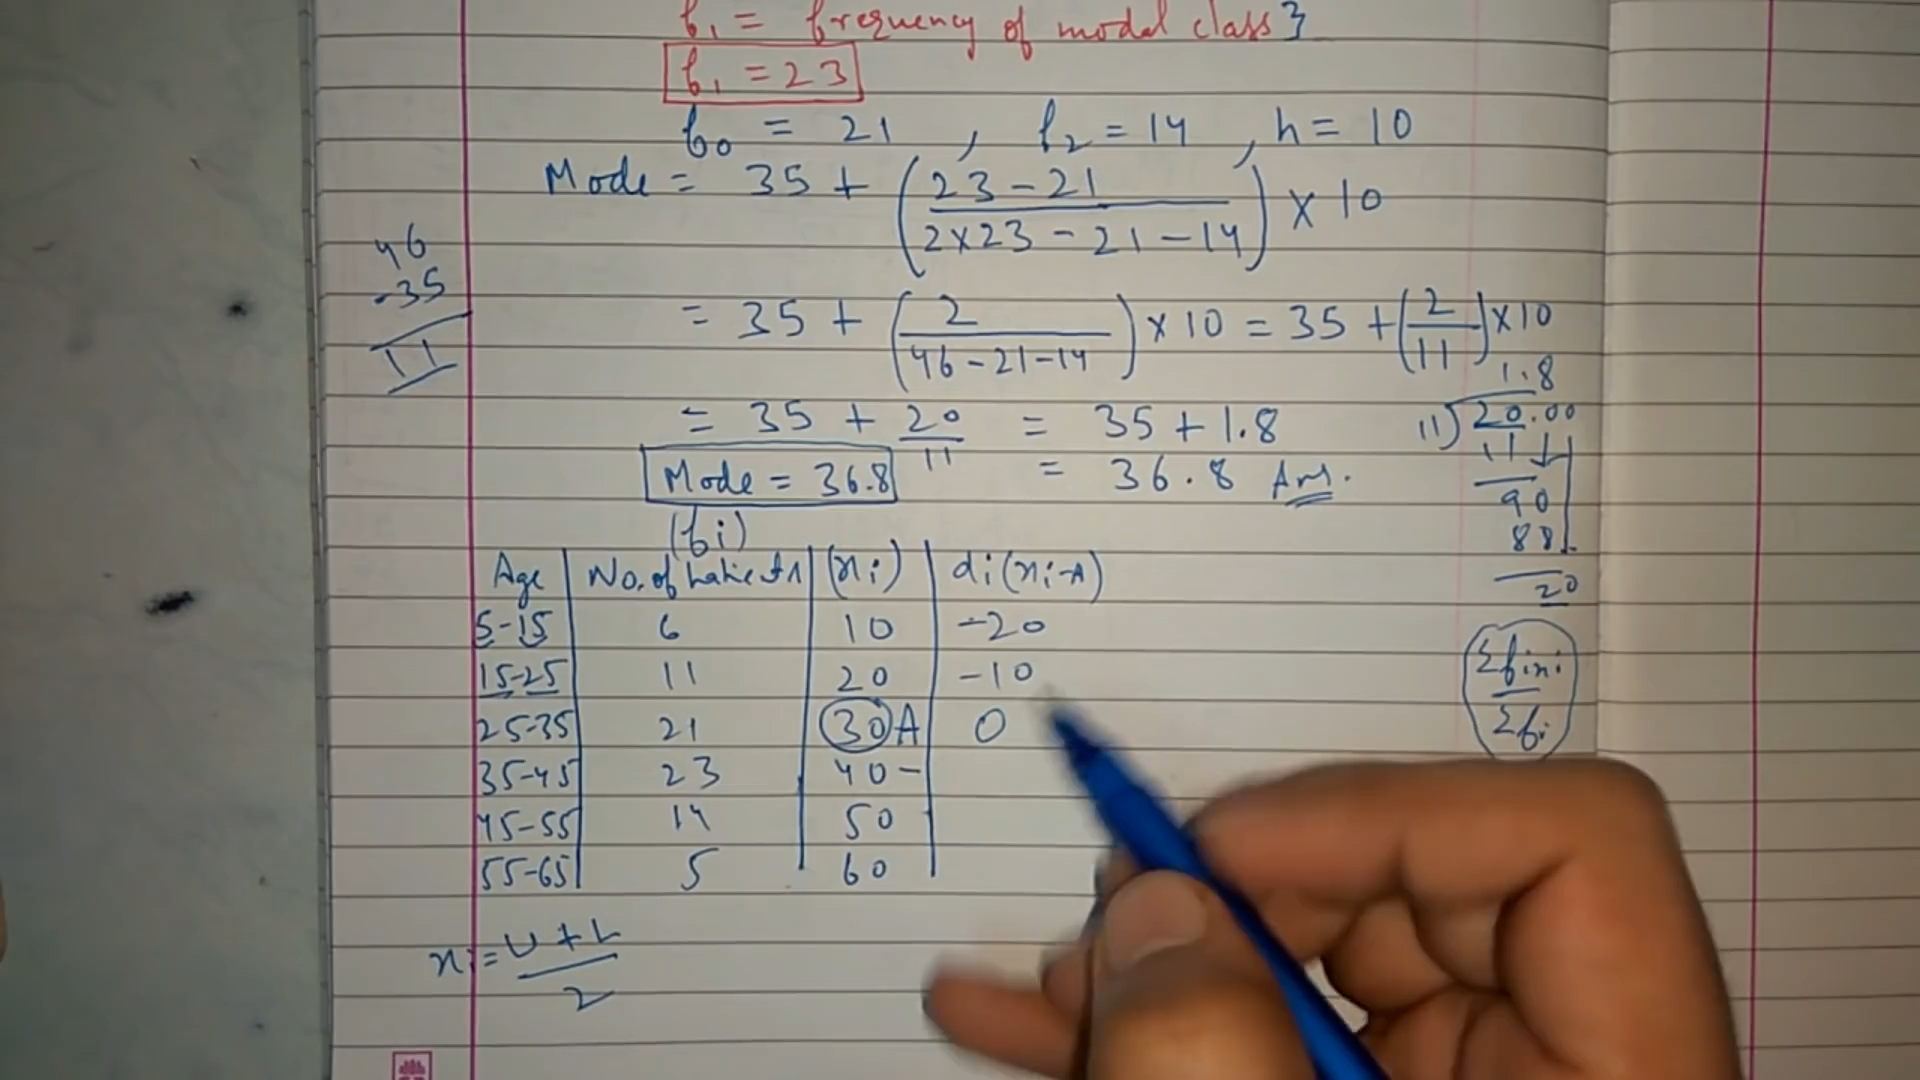 f₁ = frequency of modal class }
f₁ = 23
f₀ = 21 , f₂ = 14 , h = 10
Mode = 35 + (23 - 21 / 2x23 - 21 - 14) x 10
46
-35
11
= 35 + (2 / 46-21-14) x 10 = 35 + (2/11) x 10
= 35 + 20/11 = 35 + 1.8
Mode = 36.8 = 36.8 Ans.
1.8
11) 20.00
11
90
88
20
(fi)
Age No. of Patients (xi) di(xi-A)
5-15 6 10 -20
15-25 11 20 -10
25-35 21 30 A 0
35-45 23 40 -
45-55 14 50
55-65 5 60
Σfixi
Σfi
xi = U+L / 2